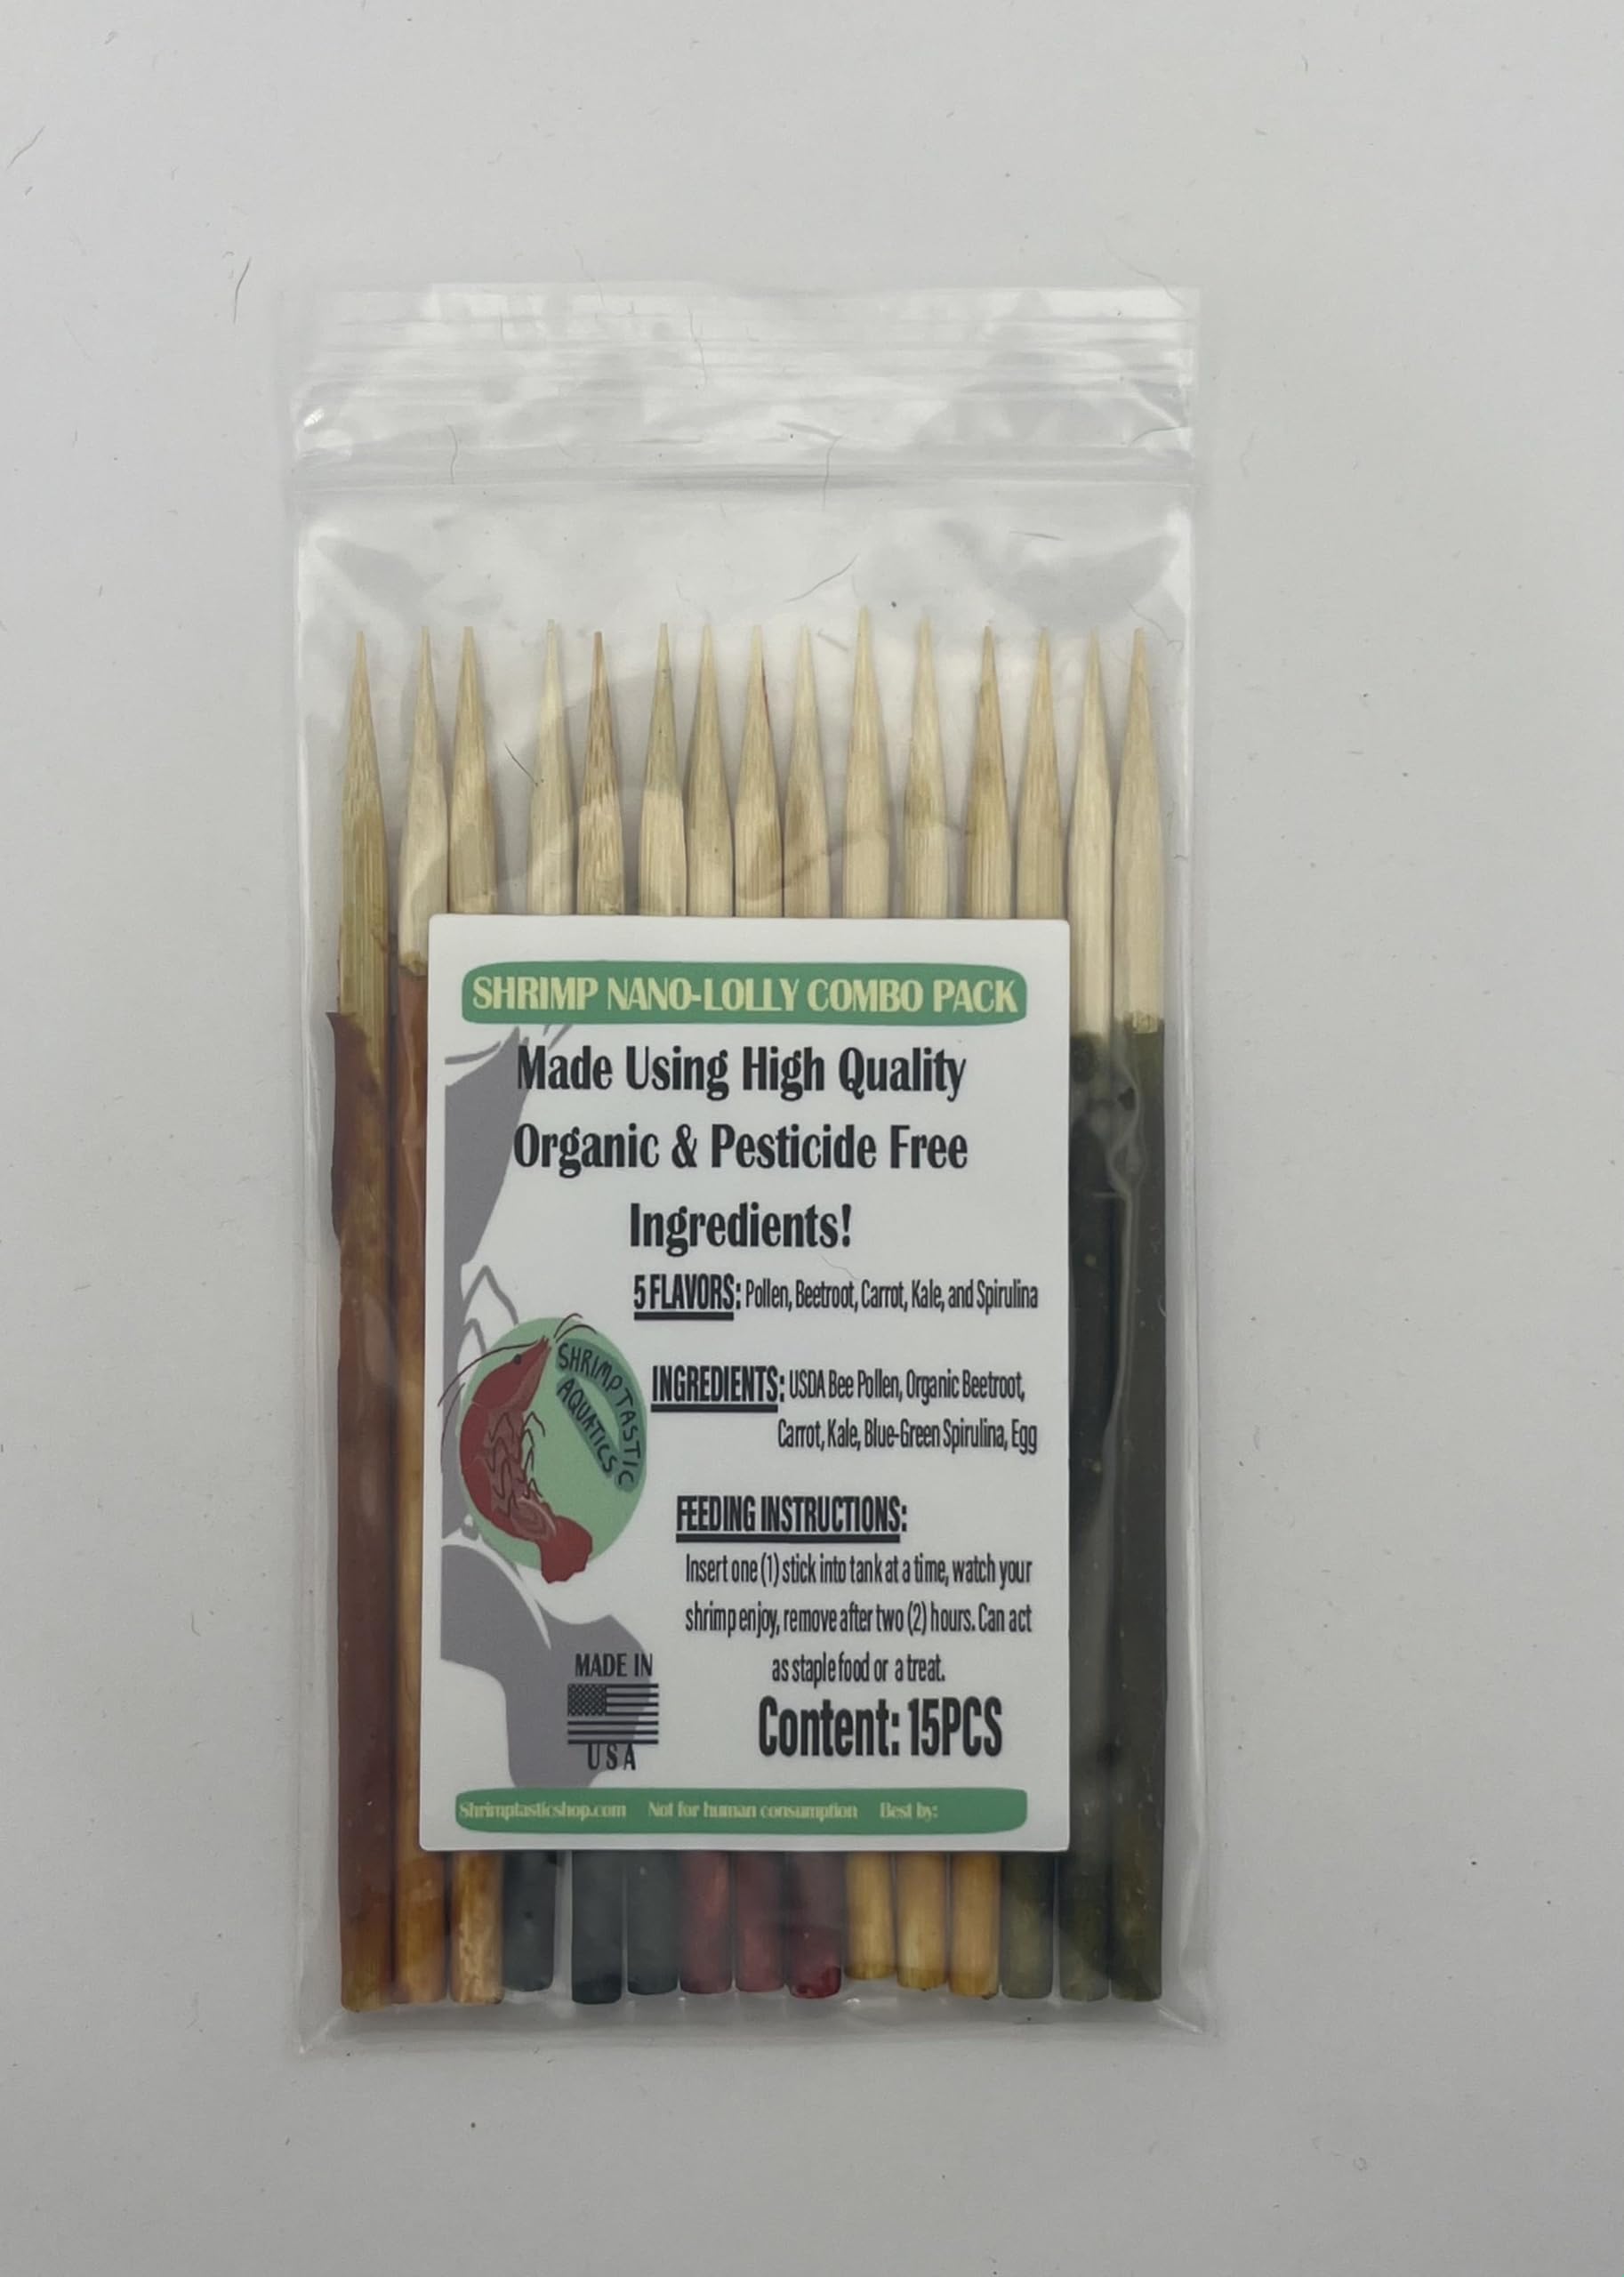 SHRIMP NANO-LOLLY COMBO PACK
Made Using High Quality
Organic & Pesticide Free
Ingredients!
5 FLAVORS: Pollen, Beetroot, Carrot, Kale, and Spirulina
SHRIMPTASTIC
AQUATICS
INGREDIENTS: USDA Bee Pollen, Organic Beetroot,
Carrot, Kale, Blue-Green Spirulina, Egg
FEEDING INSTRUCTIONS:
Insert one (1) stick into tank at a time, watch your
shrimp enjoy, remove after two (2) hours. Can act
as staple food or a treat.
MADE IN
USA
Content: 15PCS
Shrimptasticshop.com Not for human consumption Best by: